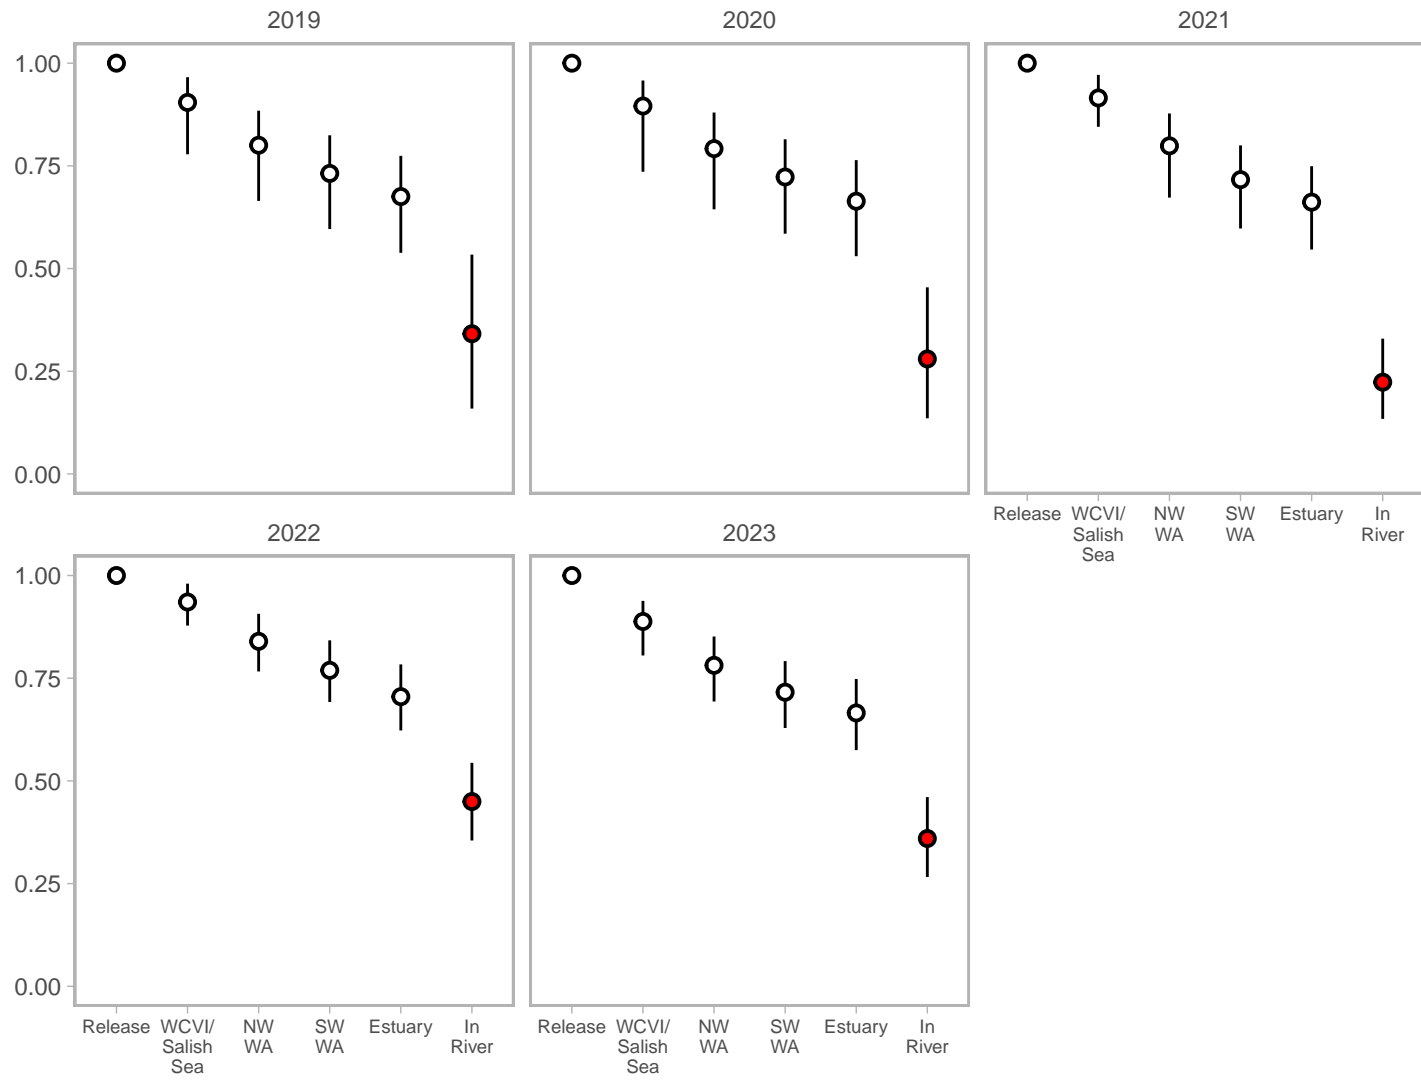 2019
2020
2021
1.00
0.75
0.50
0.25
0.00
Release
WCVI/
Salish
Sea
NW
WA
SW
WA
Estuary
In
River
2022
2023
1.00
0.75
0.50
0.25
0.00
Release
WCVI/
Salish
Sea
NW
WA
SW
WA
Estuary
In
River
Release
WCVI/
Salish
Sea
NW
WA
SW
WA
Estuary
In
River